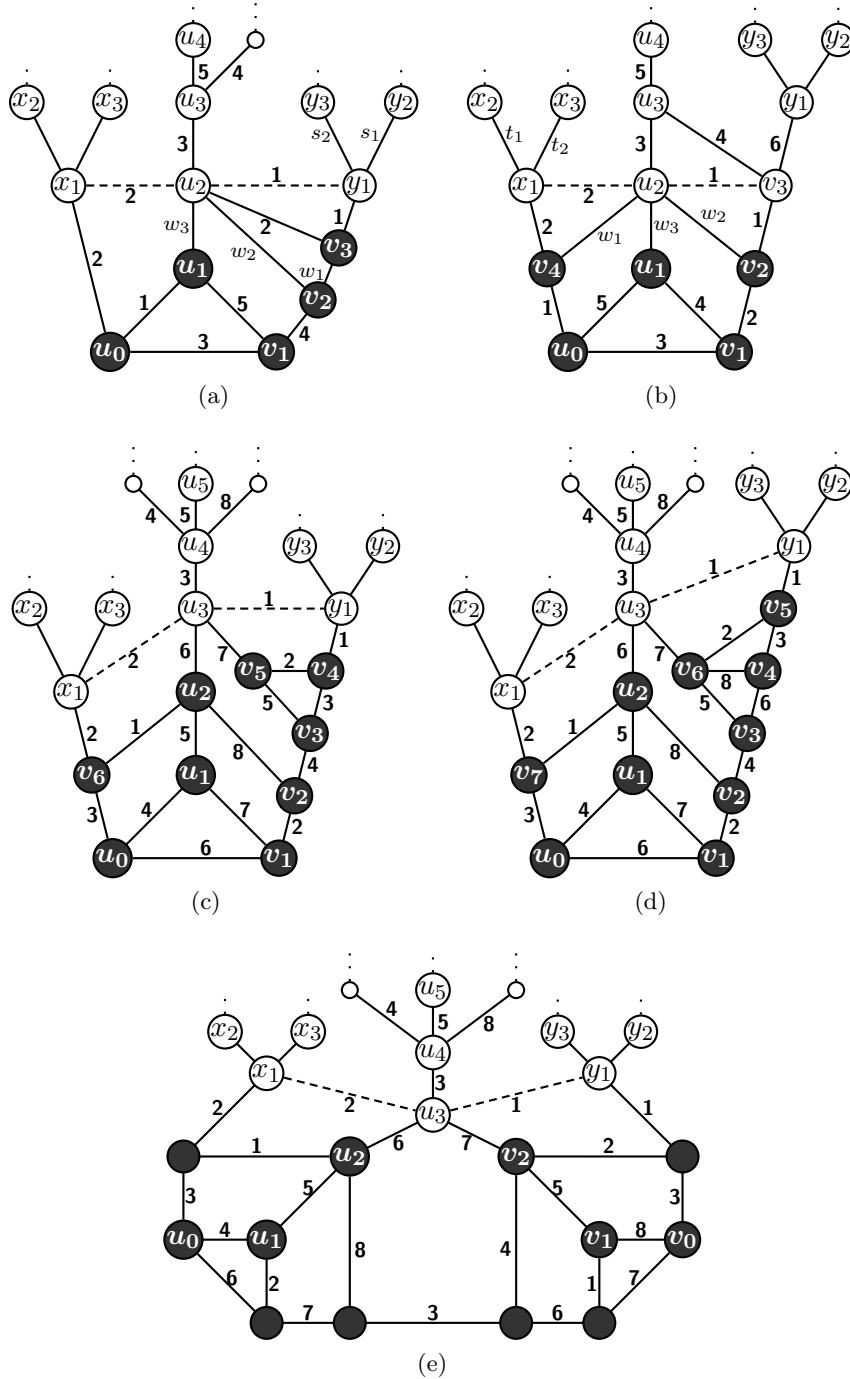 u4
5 4
x2 x3 u3 y3 y2
3 s2 s1
x1 u2 y1
2 1
w3 2 1
2 w2 v3
u1 w1 v2
1 5 4
u0 3 v1
(a)
u4 y3 y2
5
x2 x3 u3 y1
t1 t2 3 4 6
x1 u2 v3
2 1
2 w1 w3 w2 1
v4 u1 v2
1 5 4 2
u0 3 v1
(b)
u5
4 5 8
u4 y3 y2
3
x2 x3 u3 1 y1
2 6 7 1
x1 u2 v5 2 v4
5 3
2 1 5 8 v3
v6 u1 v2 4
3 4 7 2
u0 6 v1
(c)
u5 y3 y2
4 5 8
u4 y1
3 1 1
x2 x3 u3 v5
2 6 7 2 3
x1 u2 v6 8 v4
5 6
2 1 5 8 v3
v7 u1 v2 4
3 4 7 2
u0 6 v1
(d)
u5
4 5 8
x2 x3 u4 y3 y2
x1 3 y1
2 2 u3 1 1
6 7
1 u2 v2 2
3 5 5 3
u0 4 u1 v1 8 v0
6 2 8 4 1 7
7 3 6
(e)